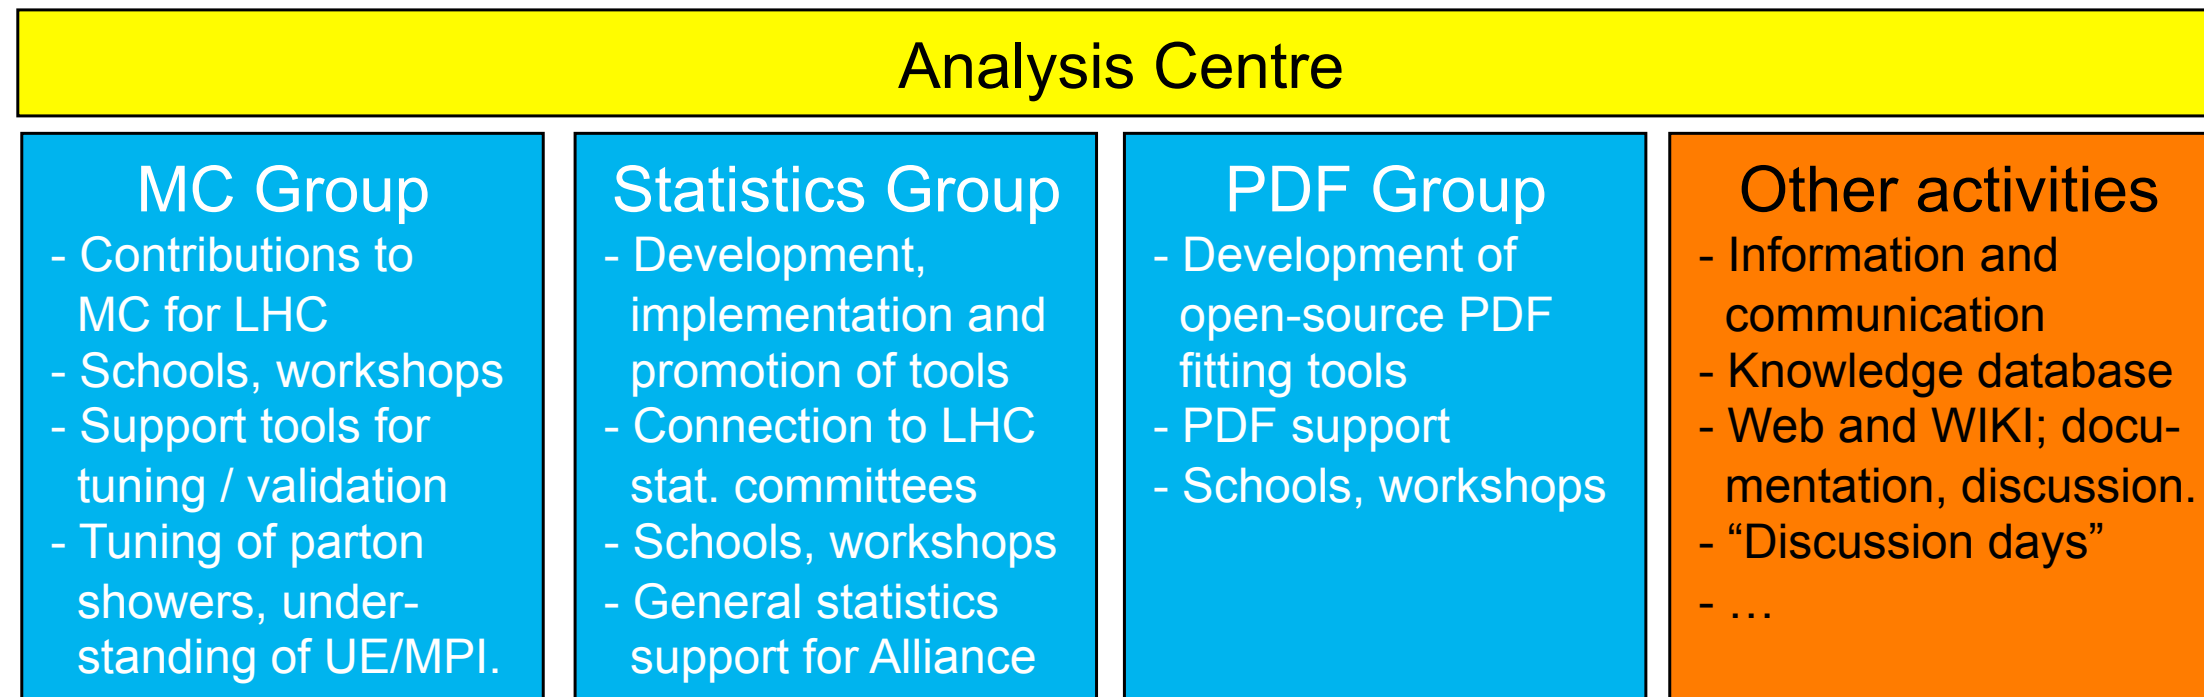 Analysis Centre
MC Group
- Contributions to
MC for LHC
- Schools, workshops
- Support tools for
tuning / validation
- Tuning of parton
showers, under-
standing of UE/MPI.
Statistics Group
- Development,
implementation and
promotion of tools
- Connection to LHC
stat. committees
- Schools, workshops
- General statistics
support for Alliance
PDF Group
- Development of
open-source PDF
fitting tools
- PDF support
- Schools, workshops
Other activities
- Information and
communication
- Knowledge database
- Web and WIKI; docu-
mentation, discussion.
- “Discussion days”
- …